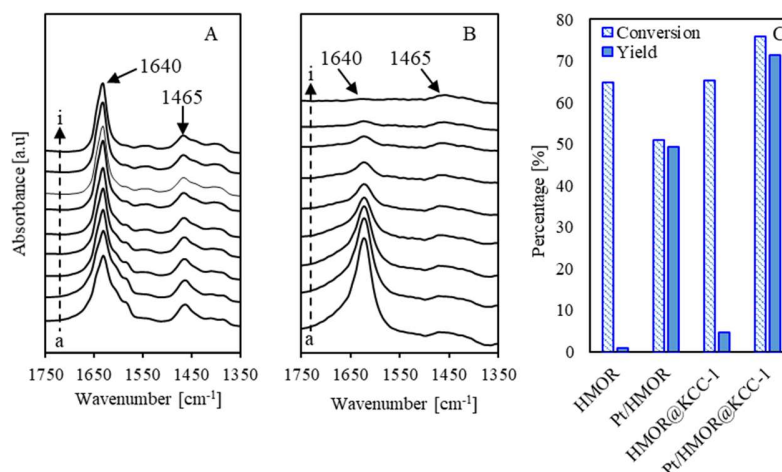 A
1640
1465
i
a
Absorbance [a.u]
1750 1650 1550 1450 1350
Wavenumber [cm-1]
B
1640
1465
i
a
1750 1650 1550 1450 1350
Wavenumber [cm-1]
C
Conversion
Yield
Percentage [%]
80
70
60
50
40
30
20
10
0
HMOR
Pt/HMOR
HMOR@KCC-1
Pt/HMOR@KCC-1